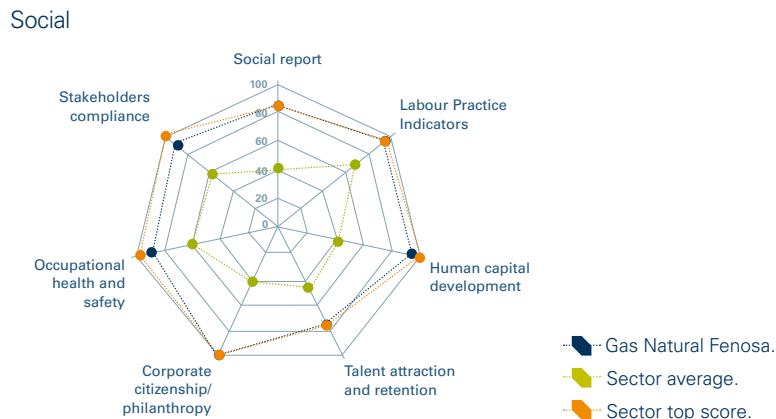 Social
Social report
100
80
60
40
20
0
Stakeholders
compliance
Labour Practice
Indicators
Occupational
health and
safety
Human capital
development
Corporate
citizenship/
philanthropy
Talent attraction
and retention
Gas Natural Fenosa.
Sector average.
Sector top score.